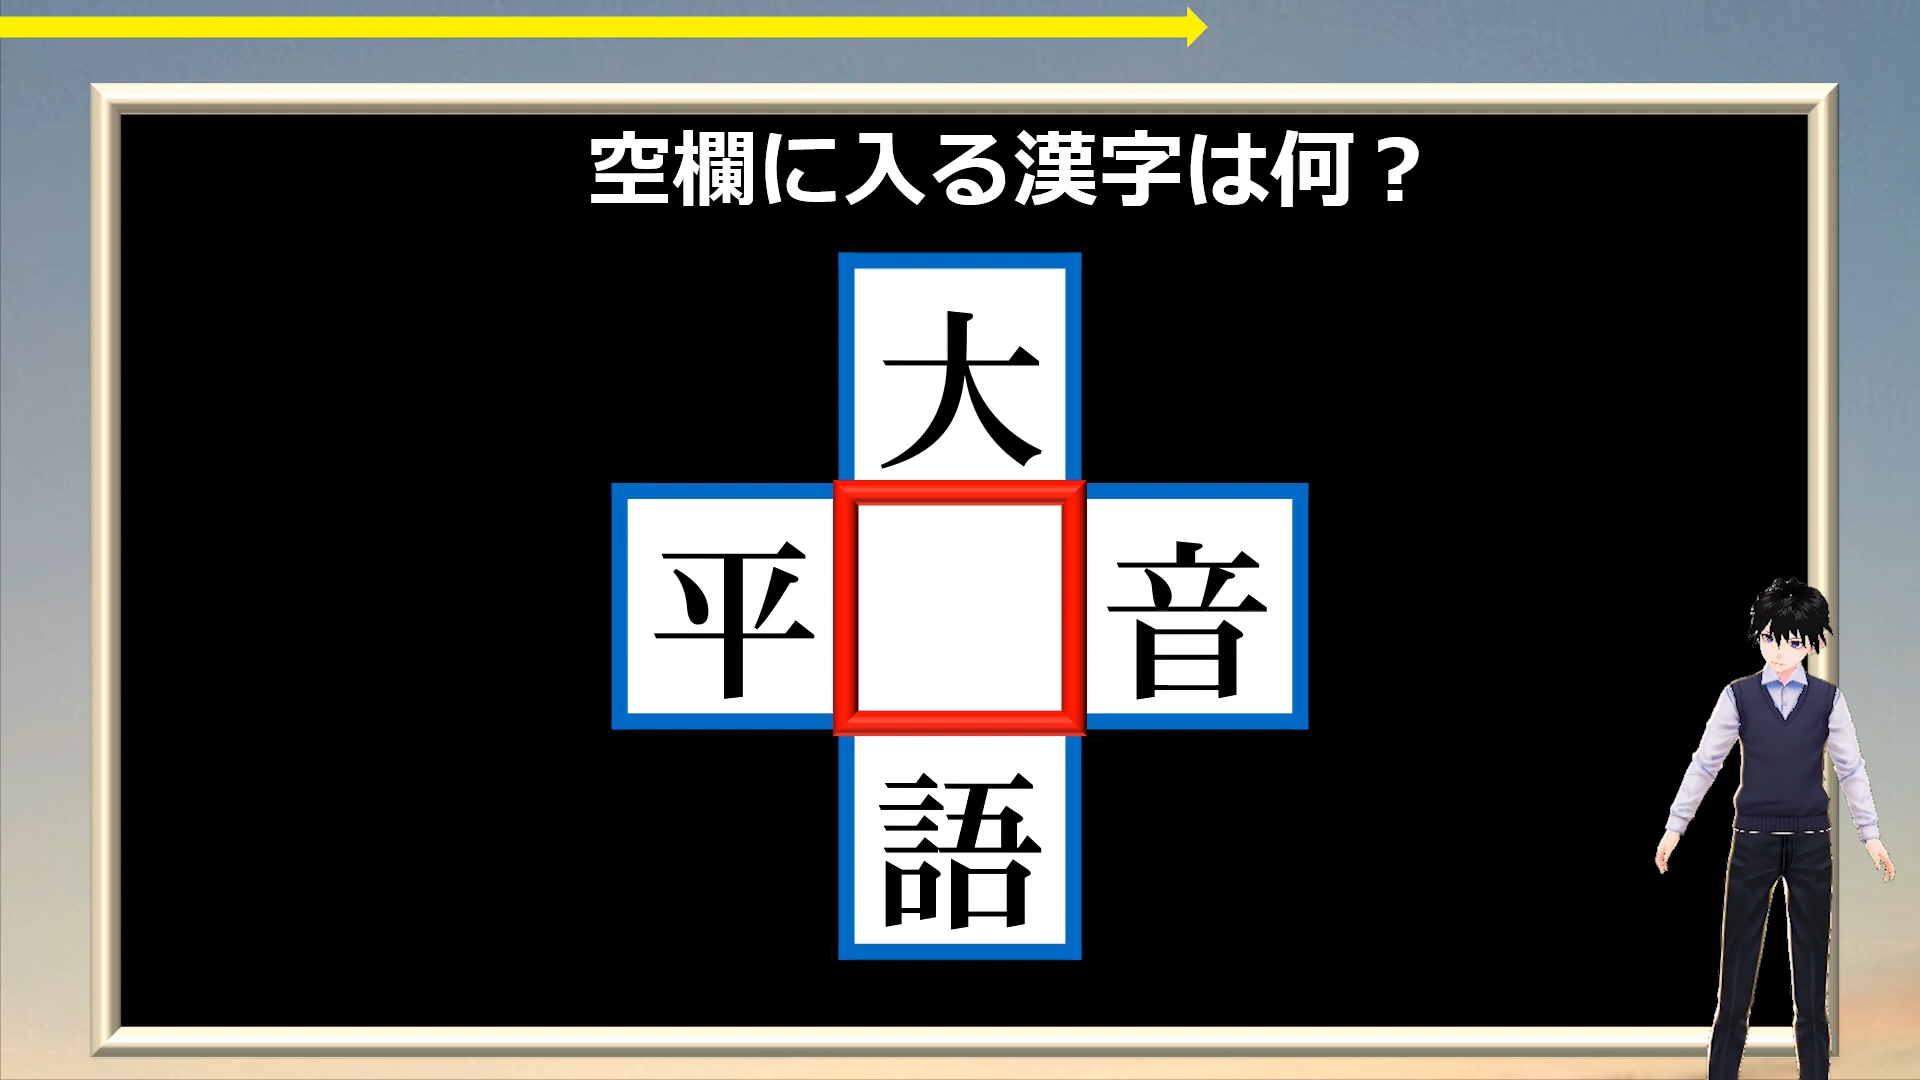 空欄に入る漢字は何？
大
平 音
語